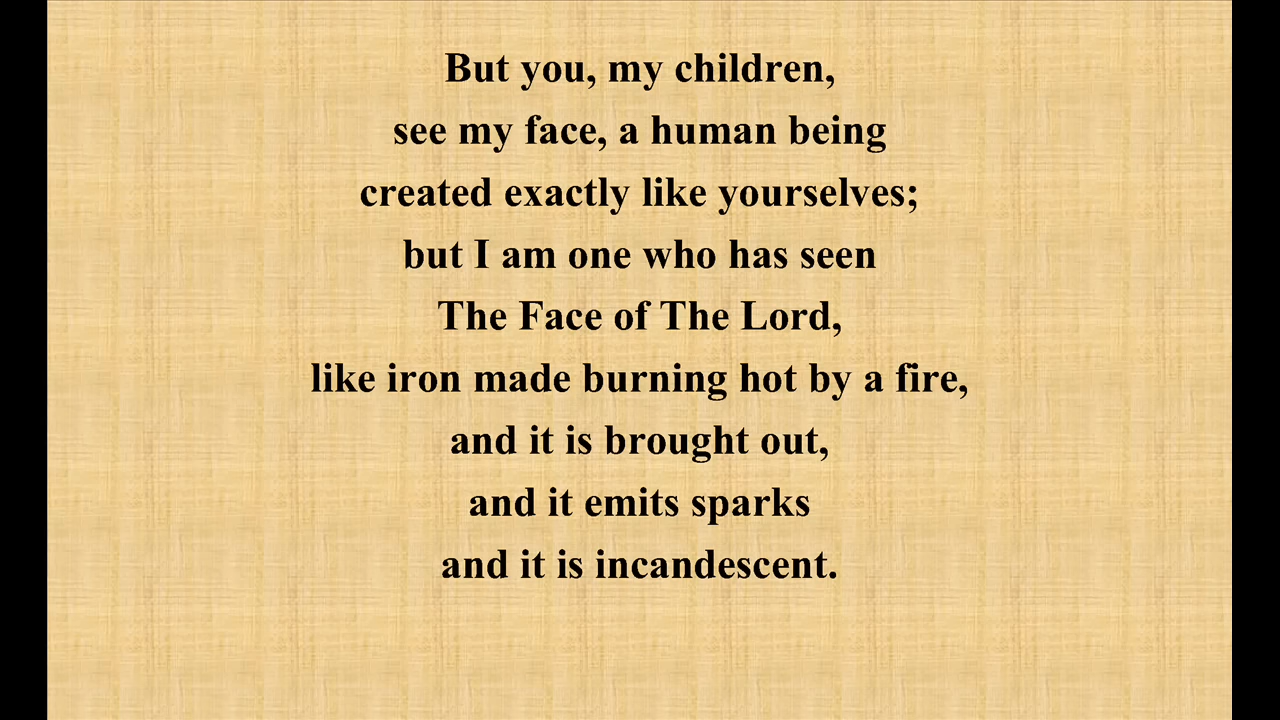 But you, my children,
see my face, a human being
created exactly like yourselves;
but I am one who has seen
The Face of The Lord,
like iron made burning hot by a fire,
and it is brought out,
and it emits sparks
and it is incandescent.